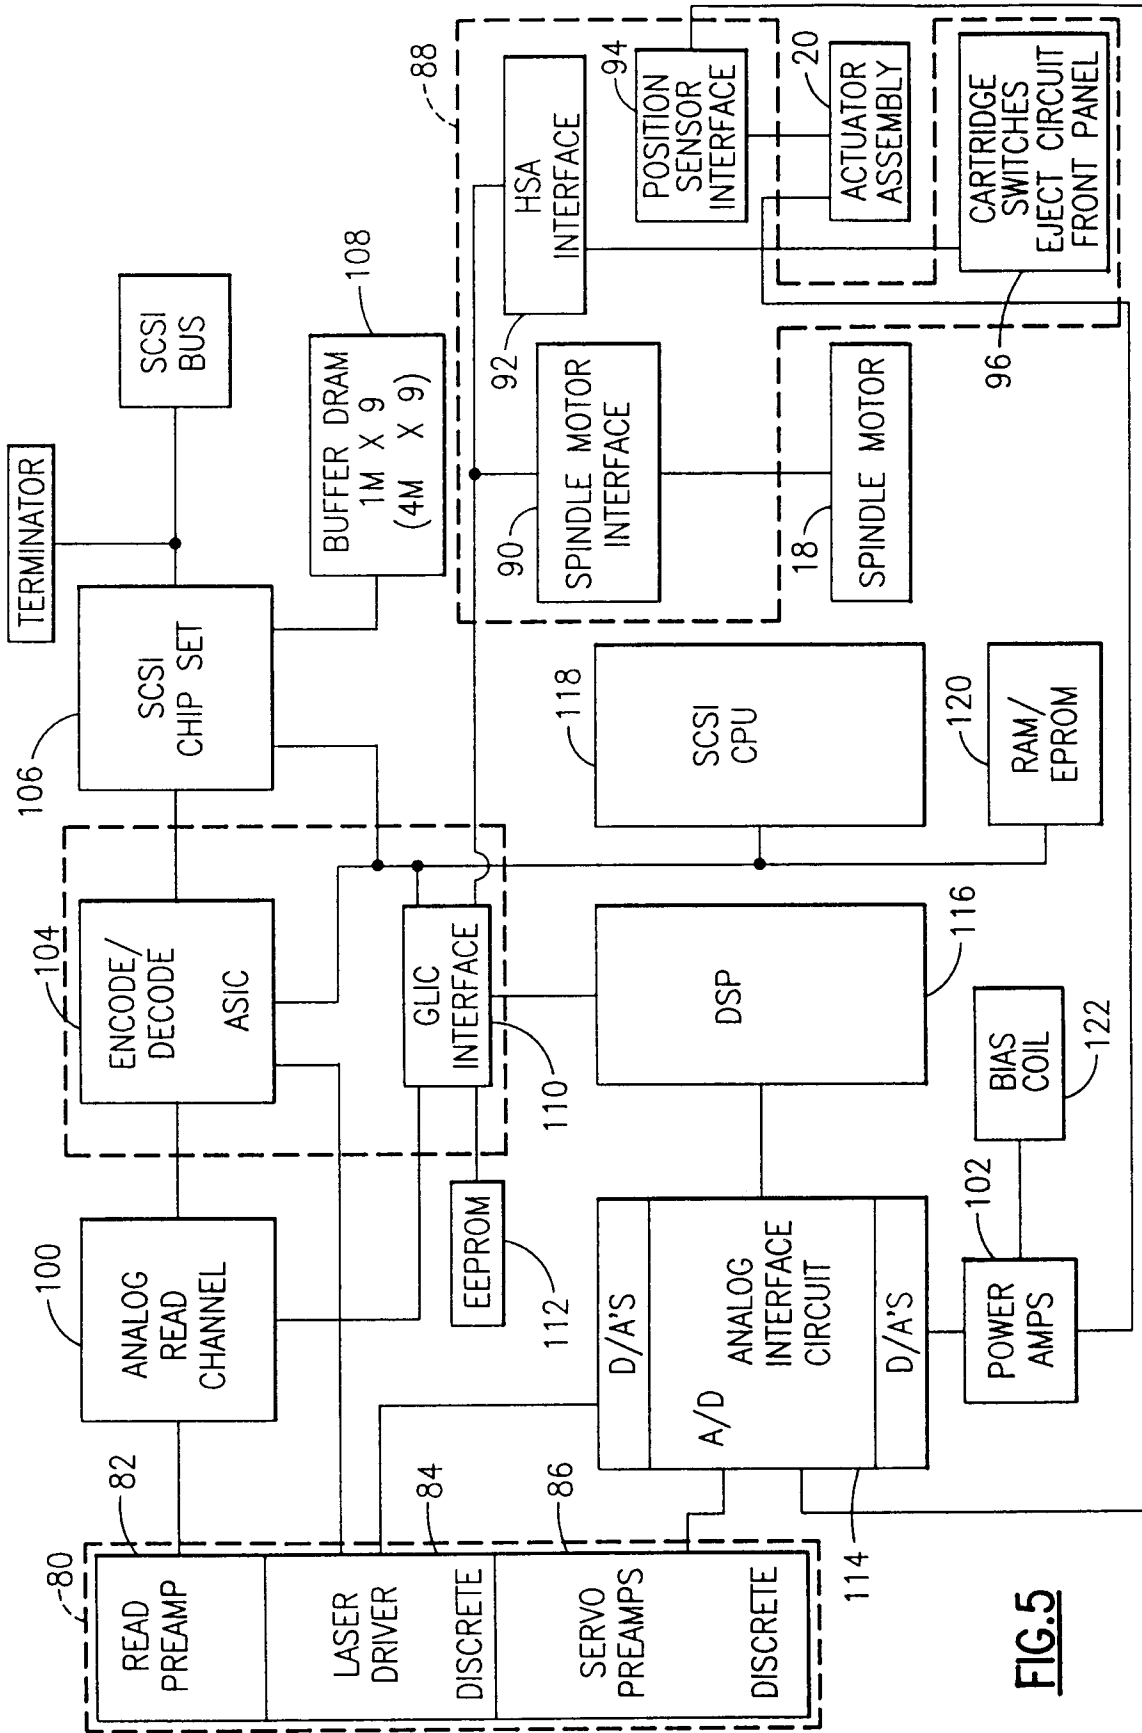 80
READ
PREAMP
82
LASER
DRIVER
DISCRETE
84
SERVO
PREAMPS
DISCRETE
86
100
ANALOG
READ
CHANNEL
104
ENCODE/
DECODE
ASIC
106
SCSI
CHIP SET
TERMINATOR
SCSI
BUS
BUFFER DRAM
1M X 9
(4M X 9)
108
EEPROM
112
GLIC
INTERFACE
110
88
90
SPINDLE MOTOR
INTERFACE
92
HSA
INTERFACE
94
POSITION
SENSOR
INTERFACE
18
SPINDLE MOTOR
20
ACTUATOR
ASSEMBLY
96
CARTRIDGE
SWITCHES
EJECT CIRCUIT
FRONT PANEL
D/A'S
A/D
ANALOG
INTERFACE
CIRCUIT
D/A'S
114
DSP
116
118
SCSI
CPU
120
RAM/
EPROM
102
POWER
AMPS
BIAS
COIL
122
FIG.5